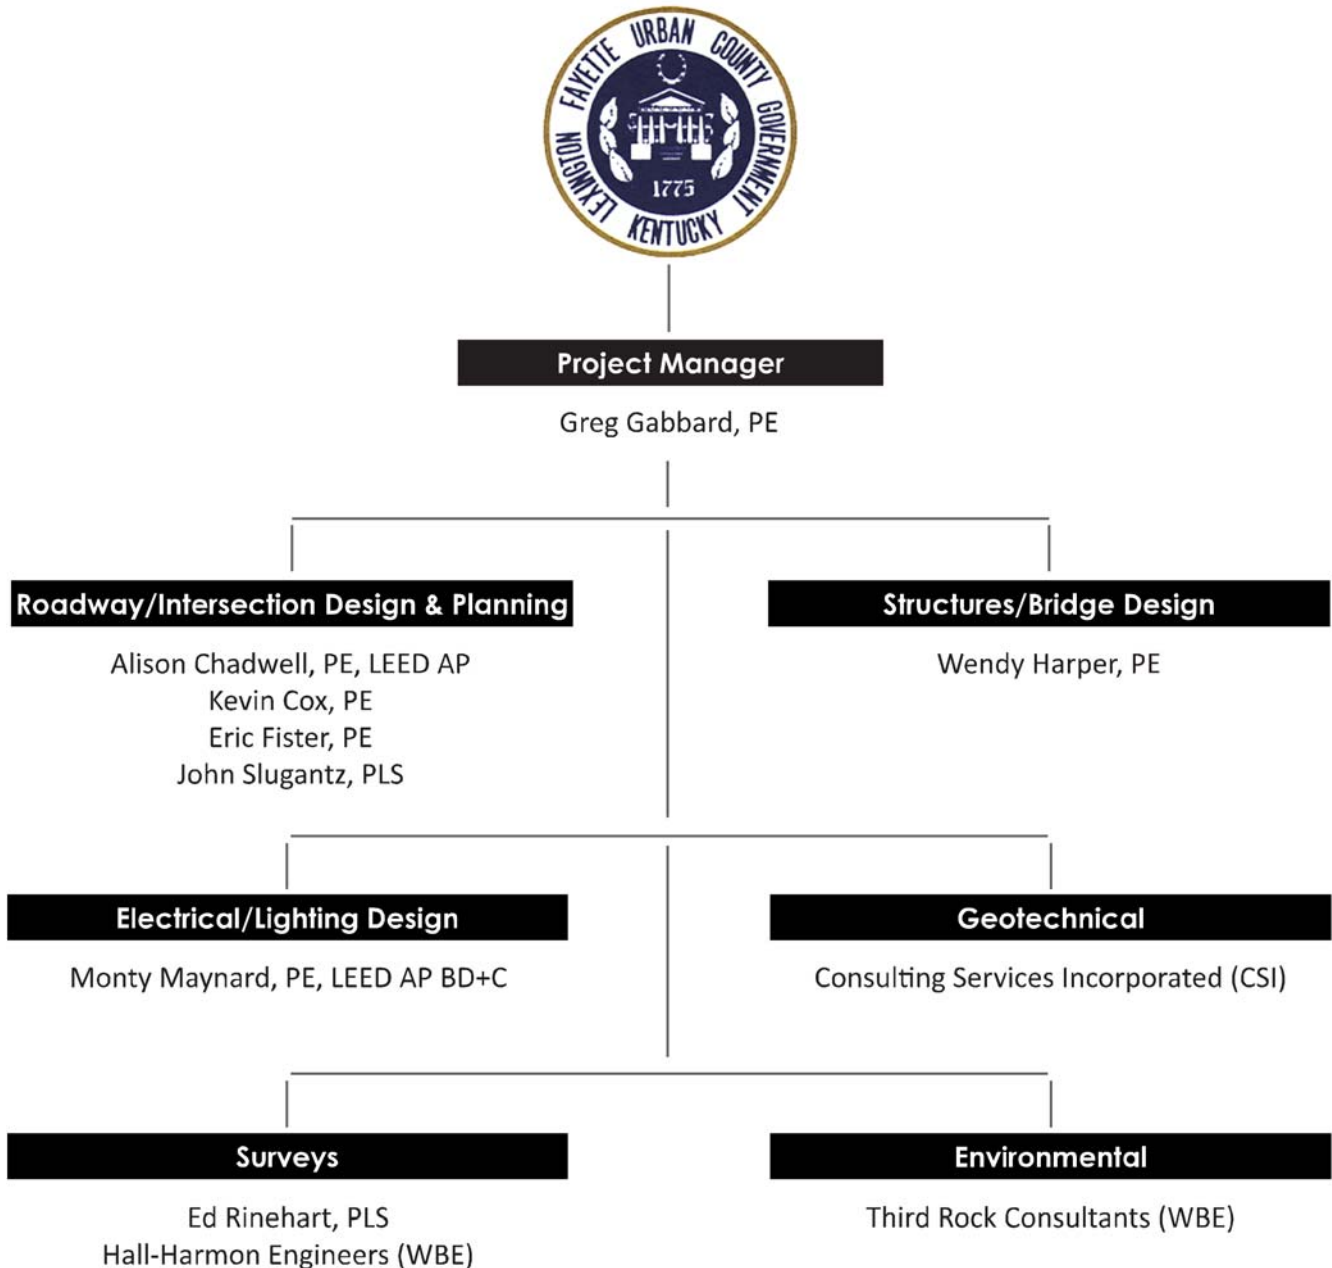 LEXINGTON FAYETTE URBAN COUNTY GOVERNMENT
1775
KENTUCKY
Project Manager
Greg Gabbard, PE
Roadway/Intersection Design & Planning
Structures/Bridge Design
Alison Chadwell, PE, LEED AP
Wendy Harper, PE
Kevin Cox, PE
Eric Fister, PE
John Slugantz, PLS
Electrical/Lighting Design
Geotechnical
Monty Maynard, PE, LEED AP BD+C
Consulting Services Incorporated (CSI)
Surveys
Environmental
Ed Rinehart, PLS
Third Rock Consultants (WBE)
Hall-Harmon Engineers (WBE)